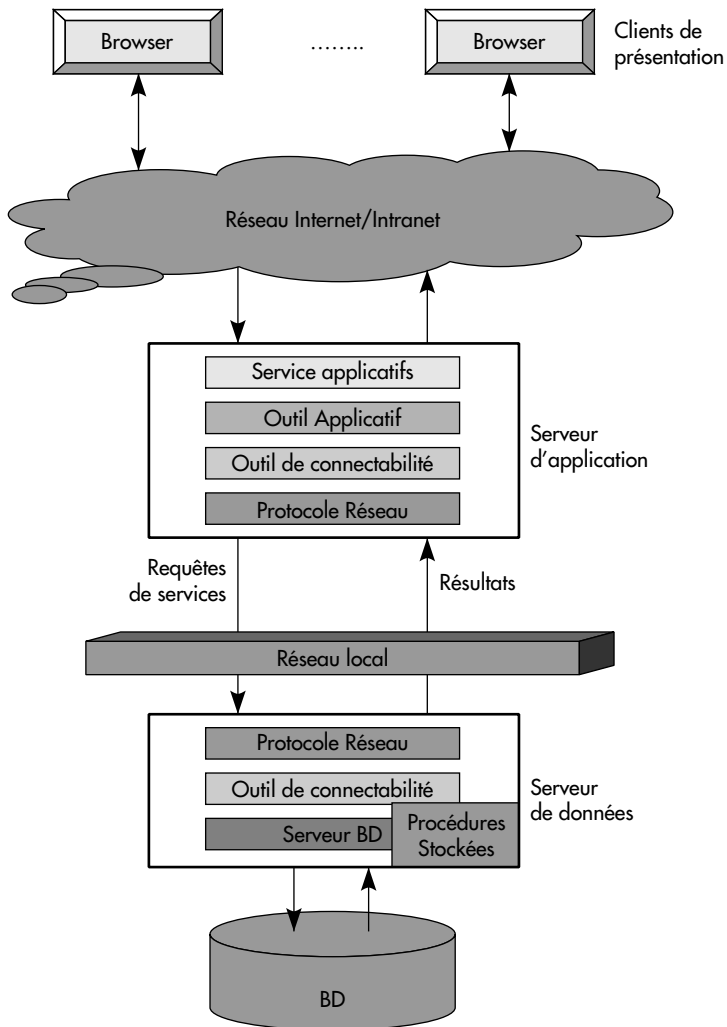 Browser
........
Browser
Clients de
présentation
Réseau Internet/Intranet
Service applicatifs
Outil Applicatif
Outil de connectabilité
Protocole Réseau
Serveur
d'application
Requêtes
de services
Résultats
Réseau local
Protocole Réseau
Outil de connectabilité
Serveur BD
Procédures
Stockées
Serveur
de données
BD